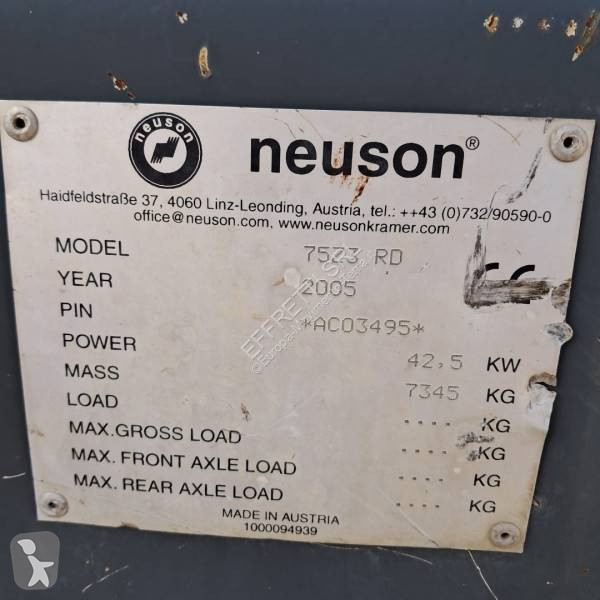 neuson
neuson®
Haidfeldstraße 37, 4060 Linz-Leonding, Austria, tel.: ++43 (0)732/90590-0
office@neuson.com, www.neusonkramer.com
MODEL 75Z3 RD
YEAR 2005
PIN *AC03495*
POWER 42,5 KW
MASS 7345 KG
LOAD ---- KG
MAX.GROSS LOAD ---- KG
MAX. FRONT AXLE LOAD ---- KG
MAX. REAR AXLE LOAD ---- KG
MADE IN AUSTRIA
1000094939